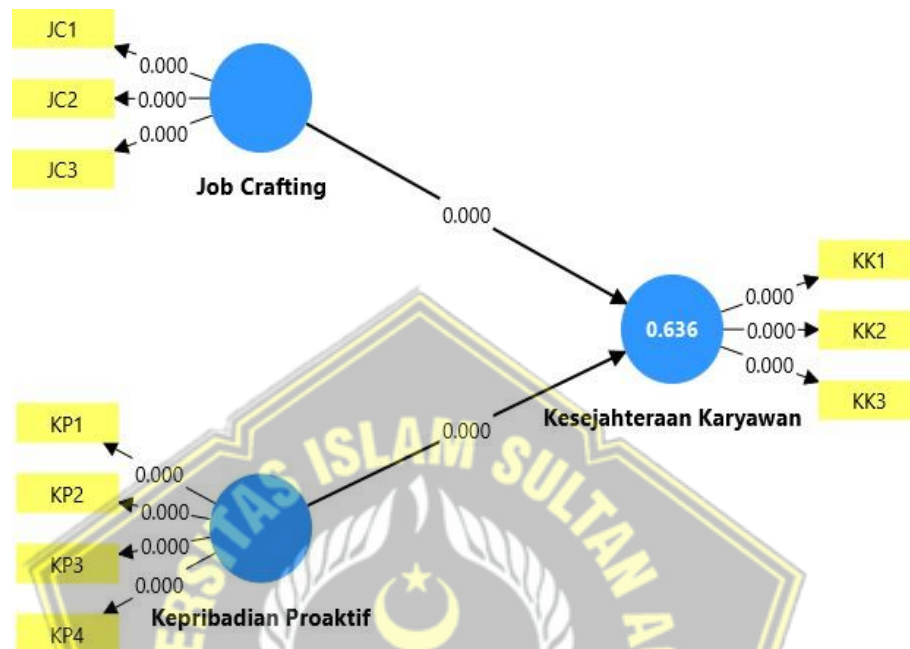 JC1
0.000
JC2
0.000
0.000
JC3
Job Crafting
0.000
KK1
0.000
0.636
0.000
KK2
0.000
KK3
Kesejahteraan Karyawan
0.000
KP1
0.000
KP2
0.000
0.000
KP3
0.000
KP4
Kepribadian Proaktif
ISLAM SULTAN